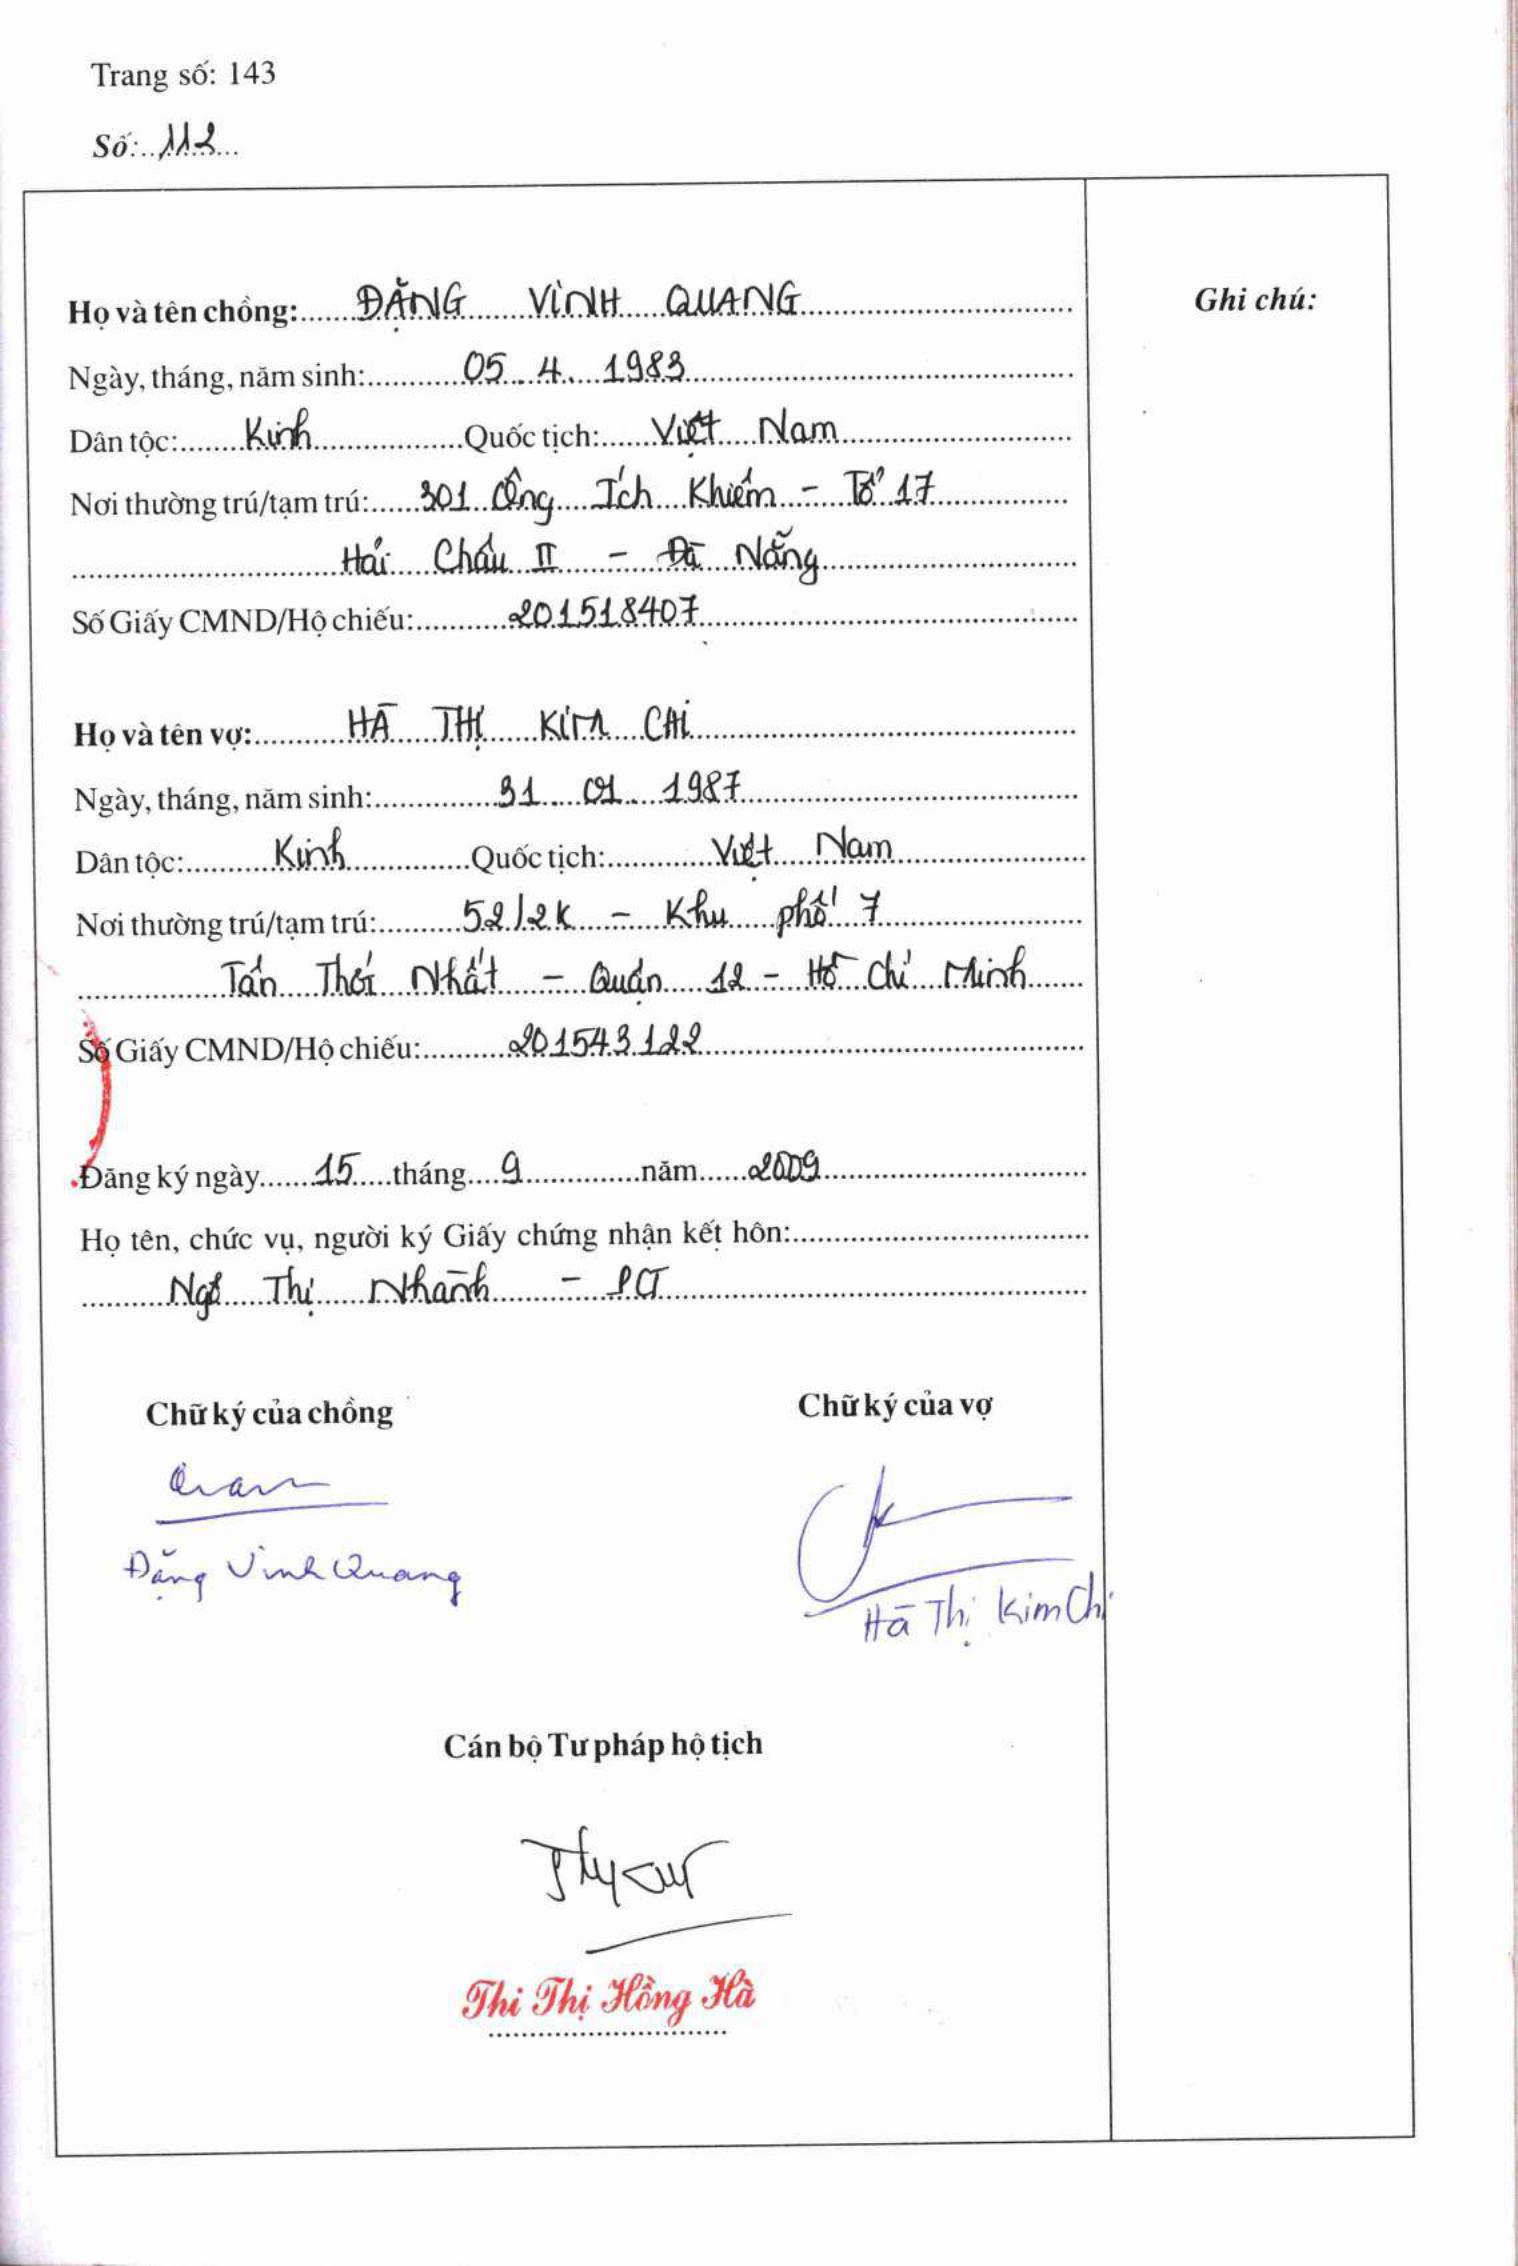 Trang số: 143
Số: 112
Họ và tên chồng: ĐẶNG VĨNH QUANG
Ghi chú:
Ngày, tháng, năm sinh: 05 4 1983
Dân tộc: Kinh Quốc tịch: Việt Nam
Nơi thường trú/tạm trú: 301 Ông Ích Khiêm - Tổ 17
Hải Châu II - Đà Nẵng
Số Giấy CMND/Hộ chiếu: 201518407
Họ và tên vợ: HÀ THỊ KIM CHI
Ngày, tháng, năm sinh: 31 01 1987
Dân tộc: Kinh Quốc tịch: Việt Nam
Nơi thường trú/tạm trú: 52/2K - Khu phố 7
Tân Thới Nhất - Quận 12 - Hồ Chí Minh
Số Giấy CMND/Hộ chiếu: 201543122
Đăng ký ngày 15 tháng 9 năm 2009
Họ tên, chức vụ, người ký Giấy chứng nhận kết hôn:
Ngô Thị Nhành - PCT
Chữ ký của chồng
Chữ ký của vợ
Đặng Vinh Quang
Hà Thị Kim Chi
Cán bộ Tư pháp hộ tịch
Thi Thị Hồng Hà